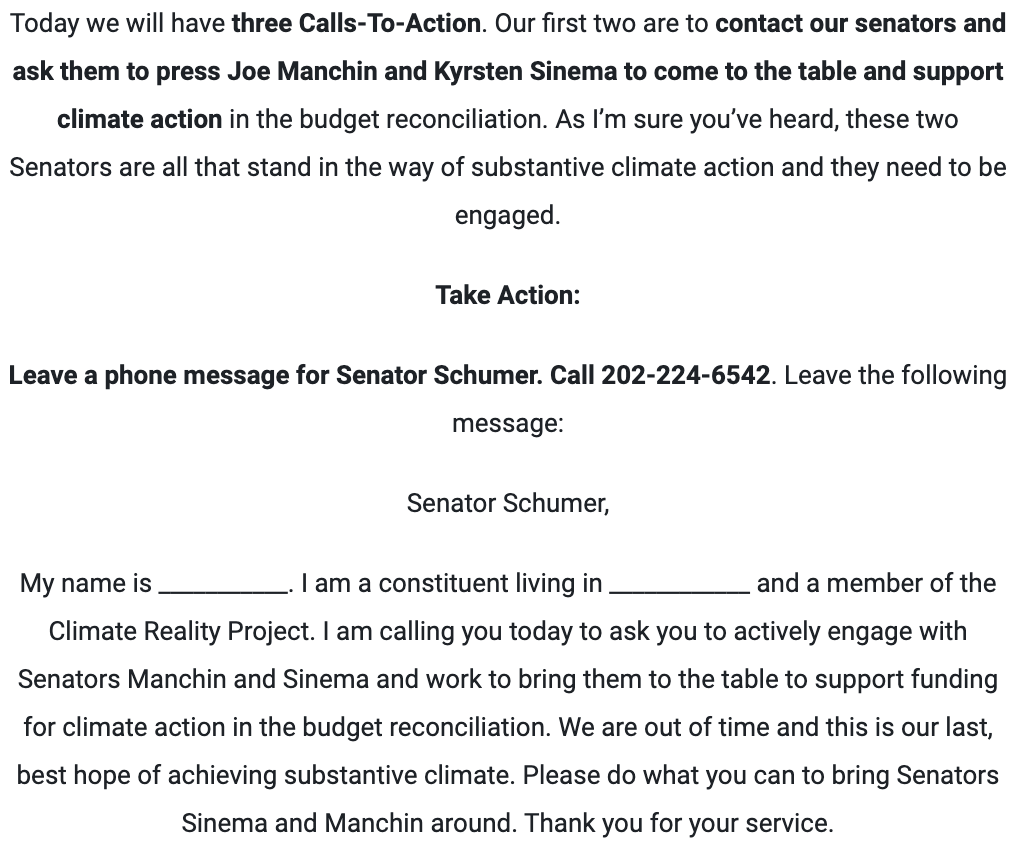 Today we will have three Calls-To-Action. Our first two are to contact our senators and
ask them to press Joe Manchin and Kyrsten Sinema to come to the table and support
climate action in the budget reconciliation. As I’m sure you’ve heard, these two
Senators are all that stand in the way of substantive climate action and they need to be
engaged.
Take Action:
Leave a phone message for Senator Schumer. Call 202-224-6542. Leave the following
message:
Senator Schumer,
My name is __________. I am a constituent living in ___________ and a member of the
Climate Reality Project. I am calling you today to ask you to actively engage with
Senators Manchin and Sinema and work to bring them to the table to support funding
for climate action in the budget reconciliation. We are out of time and this is our last,
best hope of achieving substantive climate. Please do what you can to bring Senators
Sinema and Manchin around. Thank you for your service.